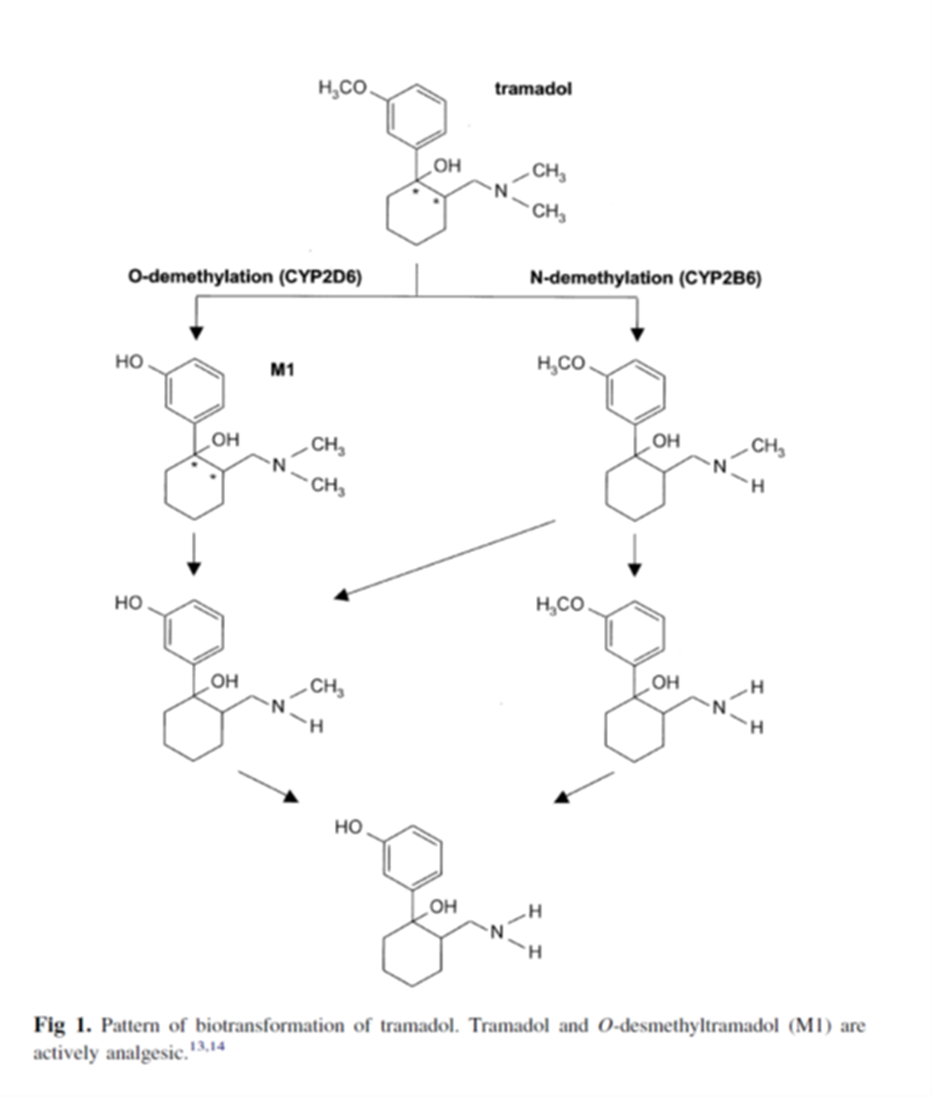 H3CO
tramadol
OH
CH3
N
CH3
* *
O-demethylation (CYP2D6)
N-demethylation (CYP2B6)
HO
M1
H3CO
OH
CH3
N
CH3
* *
OH
CH3
N
H
HO
H3CO
OH
CH3
N
H
OH
H
N
H
HO
OH
H
N
H
Fig 1. Pattern of biotransformation of tramadol. Tramadol and O-desmethyltramadol (M1) are
actively analgesic.13,14